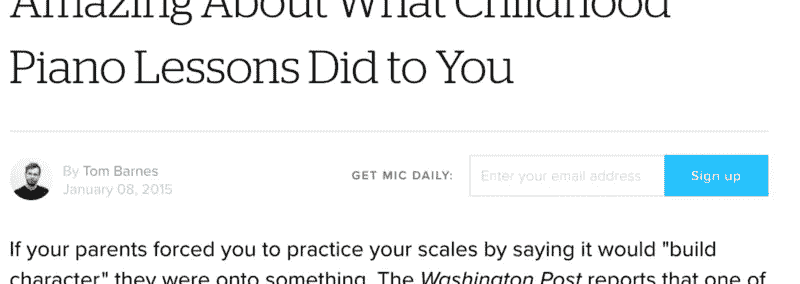 Amazing About What Childhood
Piano Lessons Did to You
By Tom Barnes
January 08, 2015
GET MIC DAILY:
Enter your email address
Sign up
If your parents forced you to practice your scales by saying it would "build
character" they were onto something. The Washington Post reports that one of